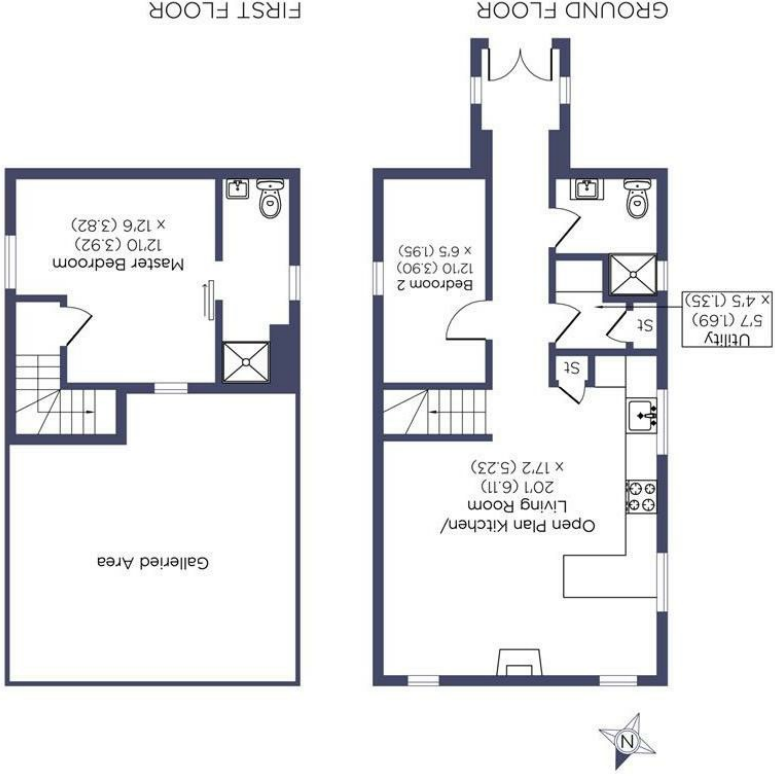 N
Open Plan Kitchen/
Living Room
20'1 (6.11)
x 17'2 (5.23)
St
Utility
5'7 (1.69)
x 4'5 (1.35)
St
Bedroom 2
12'10 (3.90)
x 6'5 (1.95)
GROUND FLOOR
Galleried Area
Master Bedroom
12'10 (3.92)
x 12'6 (3.82)
FIRST FLOOR